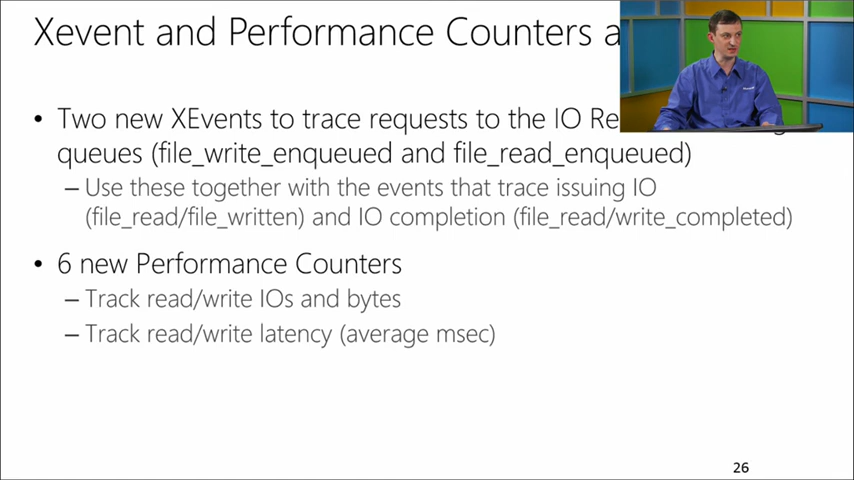 Xevent and Performance Counters a
• Two new XEvents to trace requests to the IO Re
queues (file_write_enqueued and file_read_enqueued)
– Use these together with the events that trace issuing IO
(file_read/file_written) and IO completion (file_read/write_completed)
• 6 new Performance Counters
– Track read/write IOs and bytes
– Track read/write latency (average msec)
26